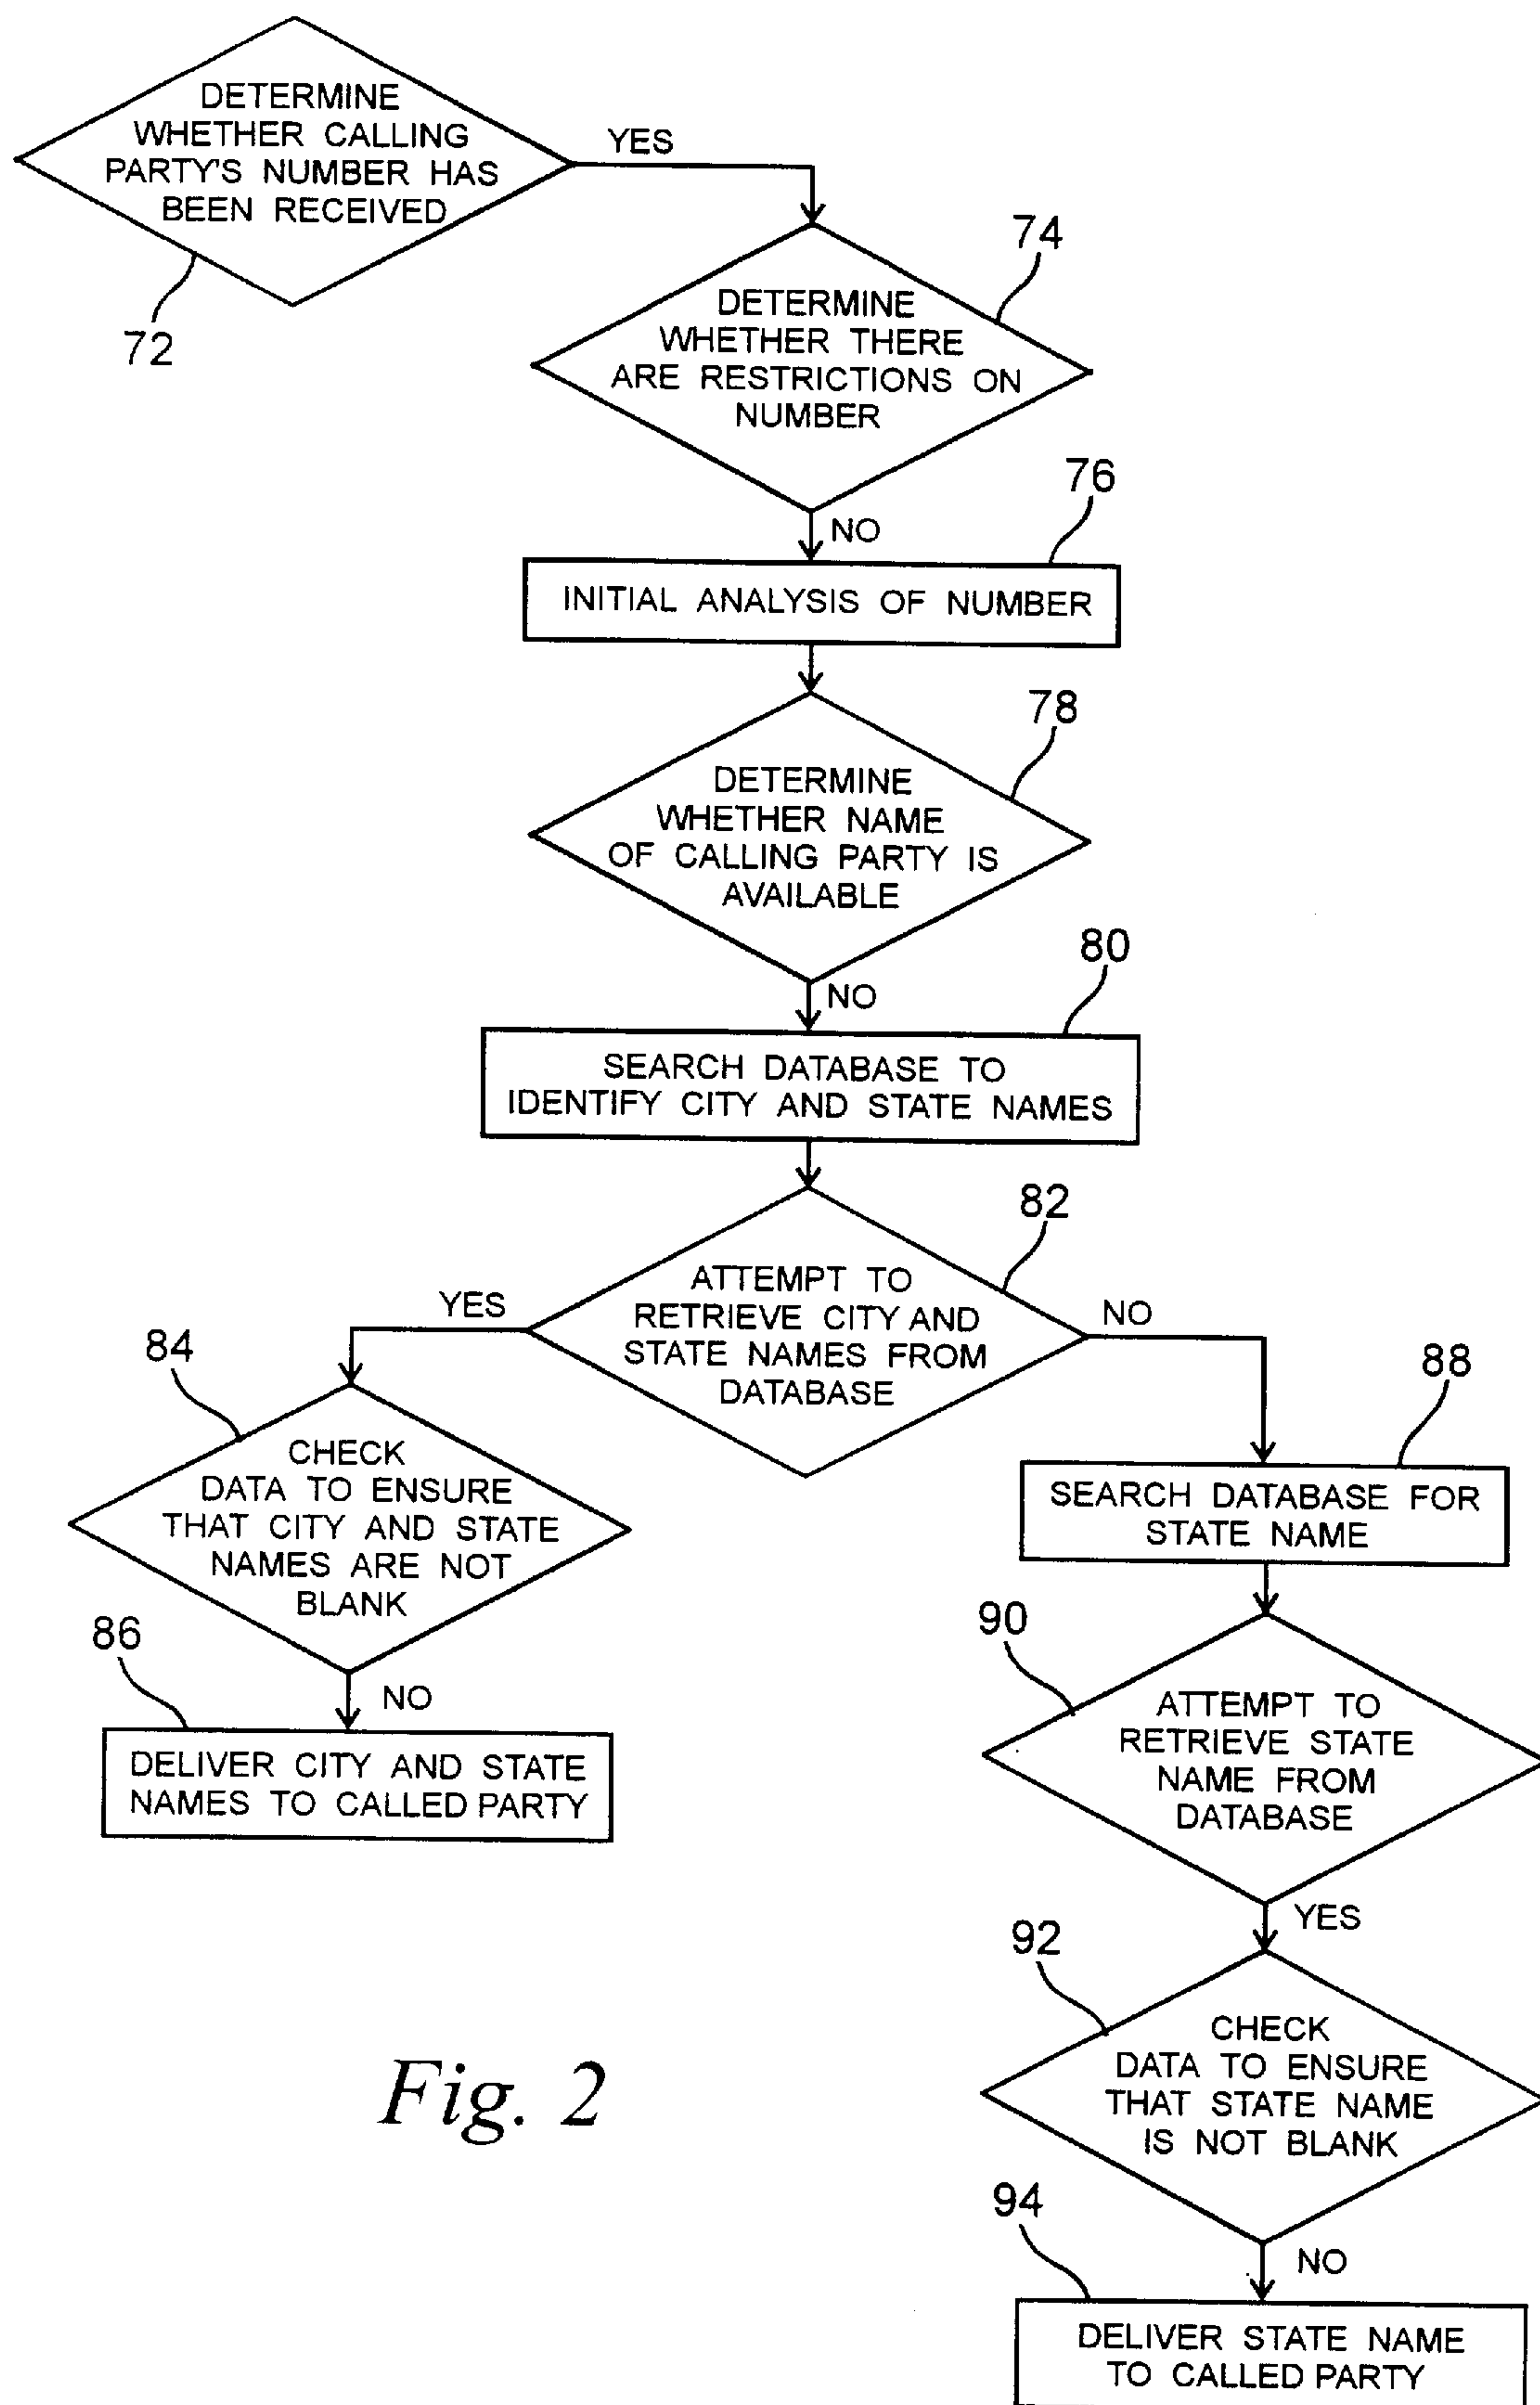 DETERMINE
WHETHER CALLING
PARTY'S NUMBER HAS
BEEN RECEIVED
YES
72
74
DETERMINE
WHETHER THERE
ARE RESTRICTIONS ON
NUMBER
NO
76
INITIAL ANALYSIS OF NUMBER
78
DETERMINE
WHETHER NAME
OF CALLING PARTY IS
AVAILABLE
NO
80
SEARCH DATABASE TO
IDENTIFY CITY AND STATE NAMES
82
ATTEMPT TO
RETRIEVE CITY AND
STATE NAMES FROM
DATABASE
YES
NO
84
CHECK
DATA TO ENSURE
THAT CITY AND STATE
NAMES ARE NOT
BLANK
NO
86
DELIVER CITY AND STATE
NAMES TO CALLED PARTY
88
SEARCH DATABASE FOR
STATE NAME
90
ATTEMPT TO
RETRIEVE STATE
NAME FROM
DATABASE
YES
92
CHECK
DATA TO ENSURE
THAT STATE NAME
IS NOT BLANK
NO
94
DELIVER STATE NAME
TO CALLED PARTY
Fig. 2